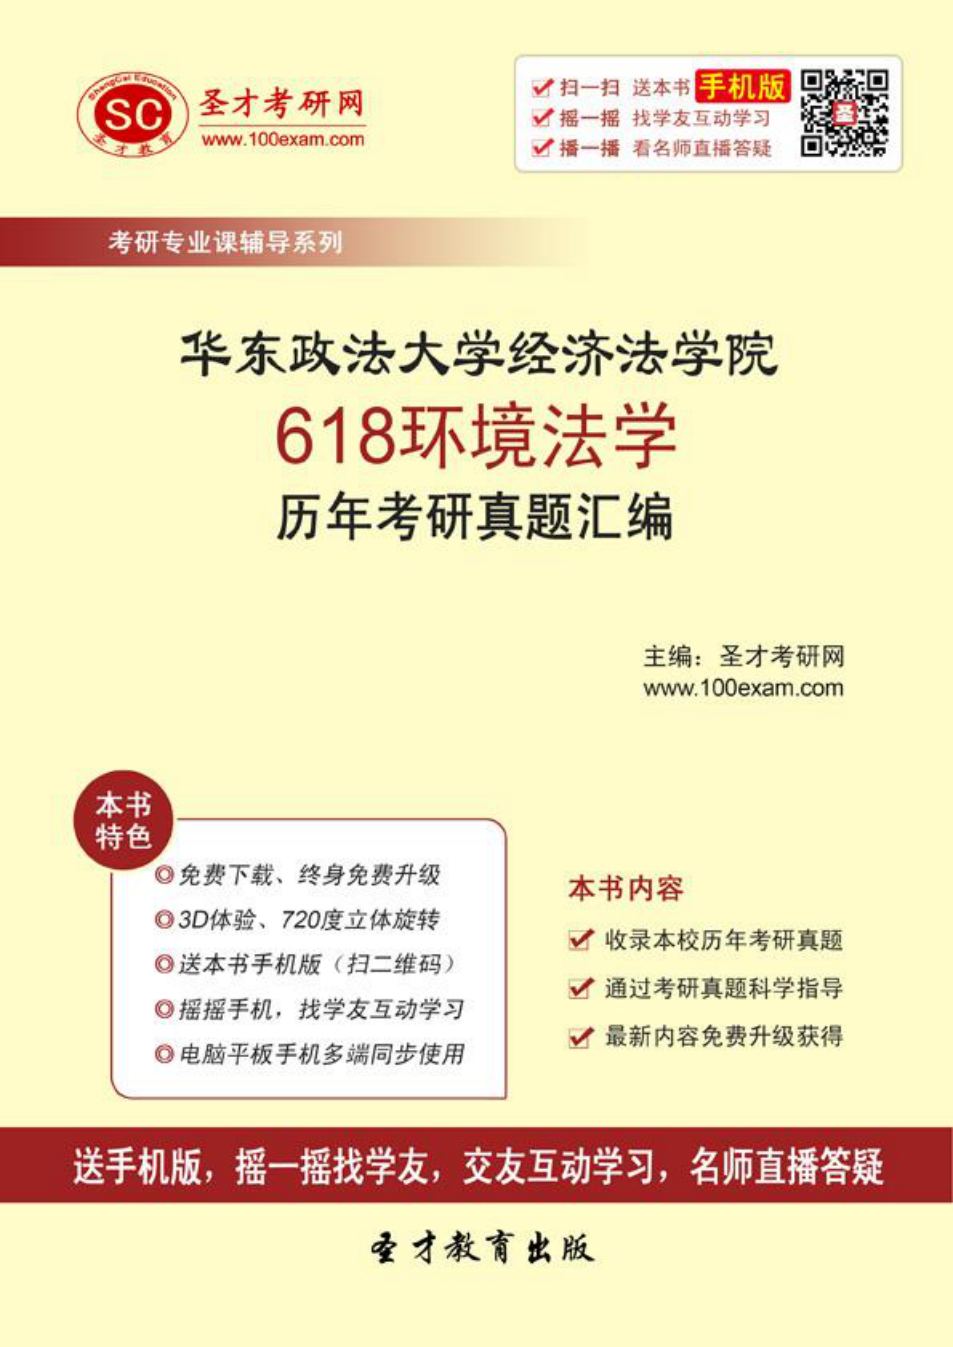 ShengCai Education
SC
圣才教育
圣才考研网
www.100exam.com
扫一扫 送本书 手机版
摇一摇 找学友互动学习
播一播 看名师直播答疑
圣
考研专业课辅导系列
华东政法大学经济法学院
618环境法学
历年考研真题汇编
主编：圣才考研网
www.100exam.com
本书
特色
◎免费下载、终身免费升级
◎3D体验、720度立体旋转
◎送本书手机版（扫二维码）
◎摇摇手机，找学友互动学习
◎电脑平板手机多端同步使用
本书内容
收录本校历年考研真题
通过考研真题科学指导
最新内容免费升级获得
送手机版，摇一摇找学友，交友互动学习，名师直播答疑
圣才教育出版